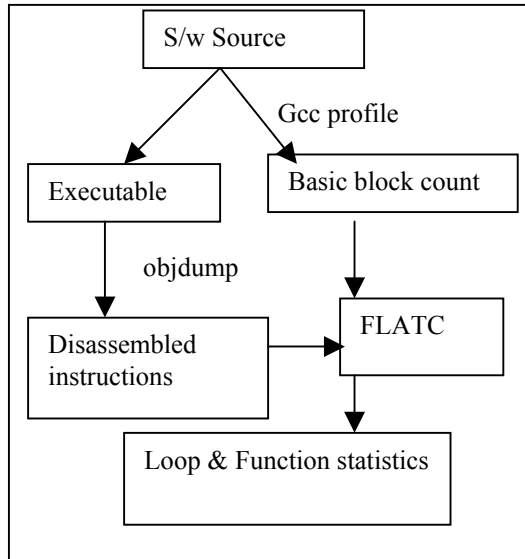 S/w Source
Gcc profile
Executable
Basic block count
objdump
Disassembled
instructions
FLATC
Loop & Function statistics